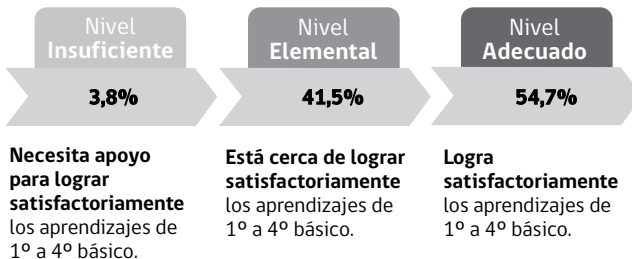 Nivel
Insuficiente
Nivel
Elemental
Nivel
Adecuado
3,8%
41,5%
54,7%
Necesita apoyo
para lograr
satisfactoriamente
los aprendizajes de
1º a 4º básico.
Está cerca de lograr
satisfactoriamente
los aprendizajes de
1º a 4º básico.
Logra
satisfactoriamente
los aprendizajes de
1º a 4º básico.